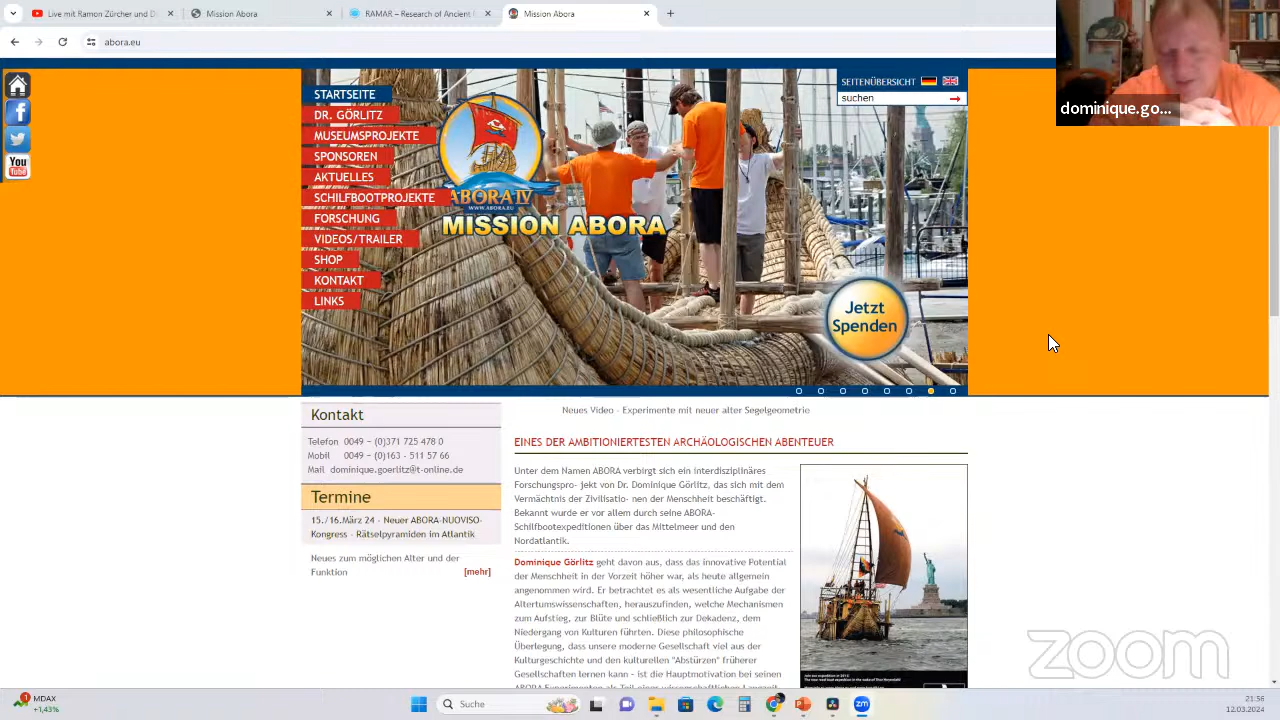 Live mit Ramon Zürcher und D
Mission Abora
RAMAR – Research of Ancient
Mission Abora
abora.eu
dominique.go...
STARTSEITE
DR. GÖRLITZ
MUSEUMSPROJEKTE
SPONSOREN
AKTUELLES
SCHILFBOOTPROJEKTE
FORSCHUNG
VIDEOS/TRAILER
SHOP
KONTAKT
LINKS
SEITENÜBERSICHT
suchen
You
Tube
ABORA IV
WWW.ABORA.EU
MISSION ABORA
Jetzt
Spenden
Kontakt
Telefon 0049 – (0)371 725 478 0
Mobil 0049 – (0)163 - 511 57 66
Mail dominique.goerlitz@t-online.de
Termine
15./16.März 24 - Neuer ABORA-NUOVISO-
Kongress - Rätselpyramiden im Atlantik
Neues zum möglichen Alter und der
Funktion [mehr]
Neues Video - Experimente mit neuer alter Segelgeometrie
EINES DER AMBITIONIERTESTEN ARCHÄOLOGISCHEN ABENTEUER
Unter dem Namen ABORA verbirgt sich ein interdisziplinäres
Forschungspro- jekt von Dr. Dominique Görlitz, das sich mit dem
Vermächtnis der Zivilisatio- nen der Menschheit beschäftigt.
Bekannt wurde er vor allem durch seine ABORA-
Schilfbootexpeditionen über das Mittelmeer und den
Nordatlantik.
Dominique Görlitz geht davon aus, dass das innovative Potential
der Menschheit in der Vorzeit höher war, als heute allgemein
angenommen wird. Er betrachtet es als wesentliche Aufgabe der
Altertumswissenschaften, herauszufinden, welche Mechanismen
zum Aufstieg, zur Blüte und schließlich zur Dekadenz, dem
Niedergang von Kulturen führten. Diese philosophische
Überlegung, dass unsere moderne Gesellschaft viel aus der
Kulturgeschichte und den kulturellen "Abstürzen" früherer
zoom
MDAX
+1,43%
Suche
zm
21:56
12.03.2024